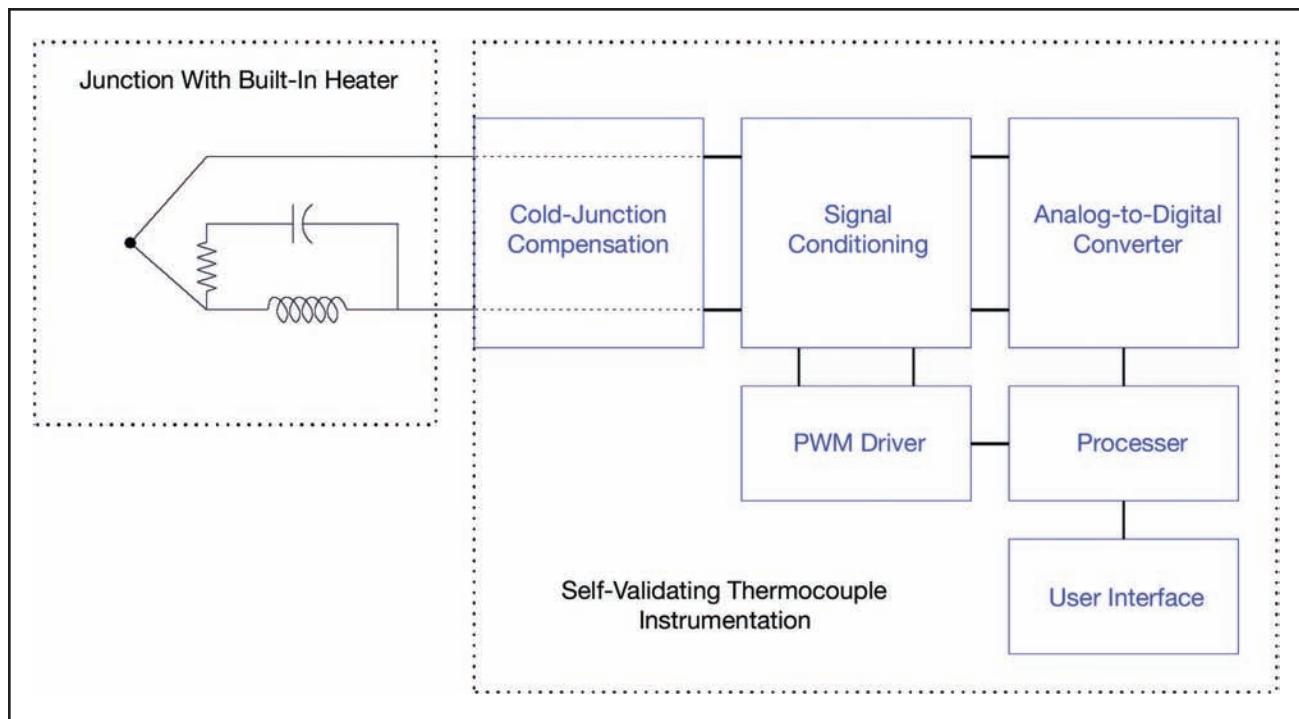 Junction With Built-In Heater
Cold-Junction
Compensation
Signal
Conditioning
Analog-to-Digital
Converter
PWM Driver
Processer
Self-Validating Thermocouple
Instrumentation
User Interface